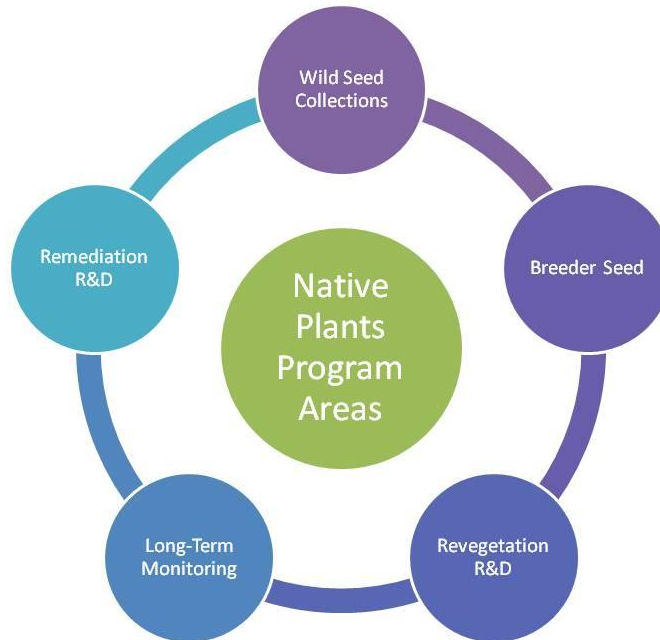 Wild Seed
Collections
Breeder Seed
Revegetation
R&D
Long-Term
Monitoring
Remediation
R&D
Native
Plants
Program
Areas